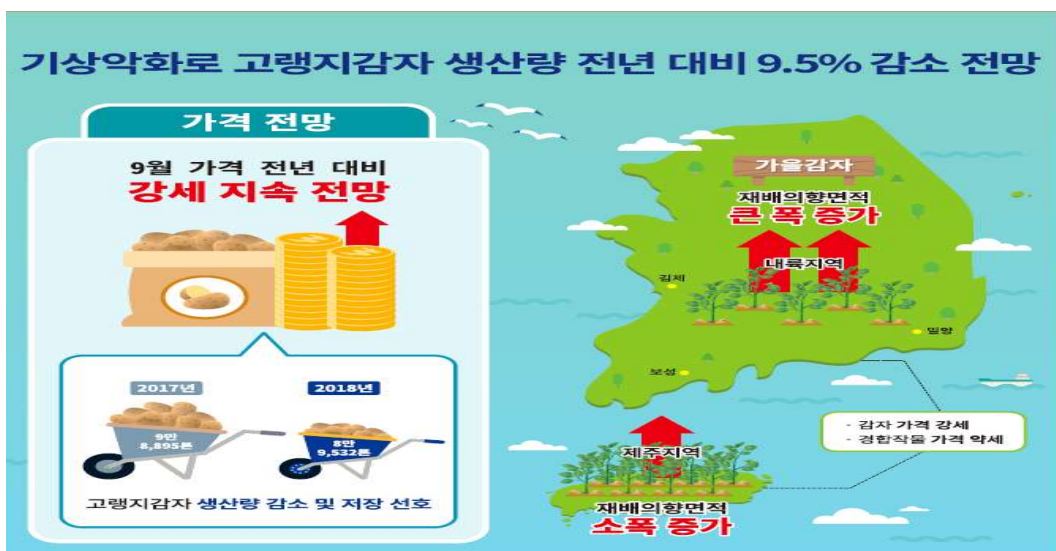 기상악화로 고랭지감자 생산량 전년 대비 9.5% 감소 전망
가격 전망
9월 가격 전년 대비
강세 지속 전망
2017년
9만
8,895톤
2018년
8만
9,532톤
고랭지감자 생산량 감소 및 저장 선호
가을감자
재배의향면적
큰 폭 증가
내륙지역
김제
밀양
보성
- 감자 가격 강세
- 경합작물 가격 약세
제주지역
재배의향면적
소폭 증가